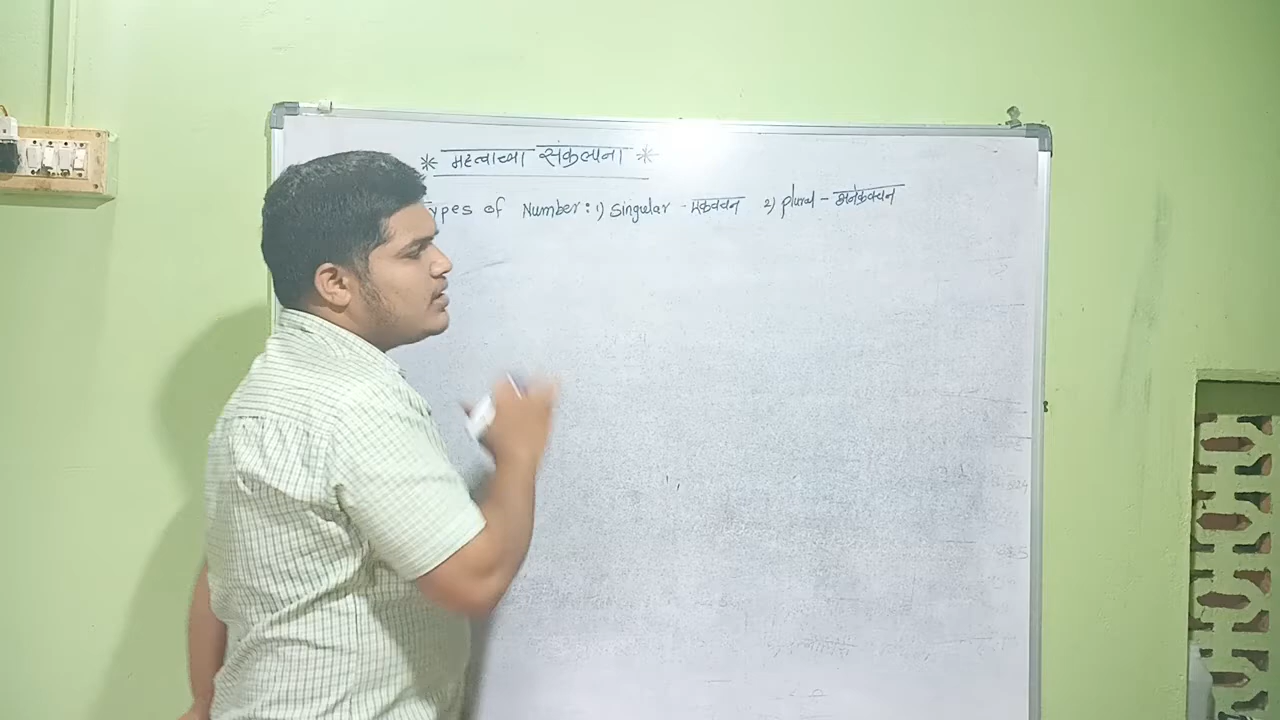 * महत्वाच्या संकल्पना *
ypes of Number: 1) Singular - एकवचन 2) plural - अनेकवचन